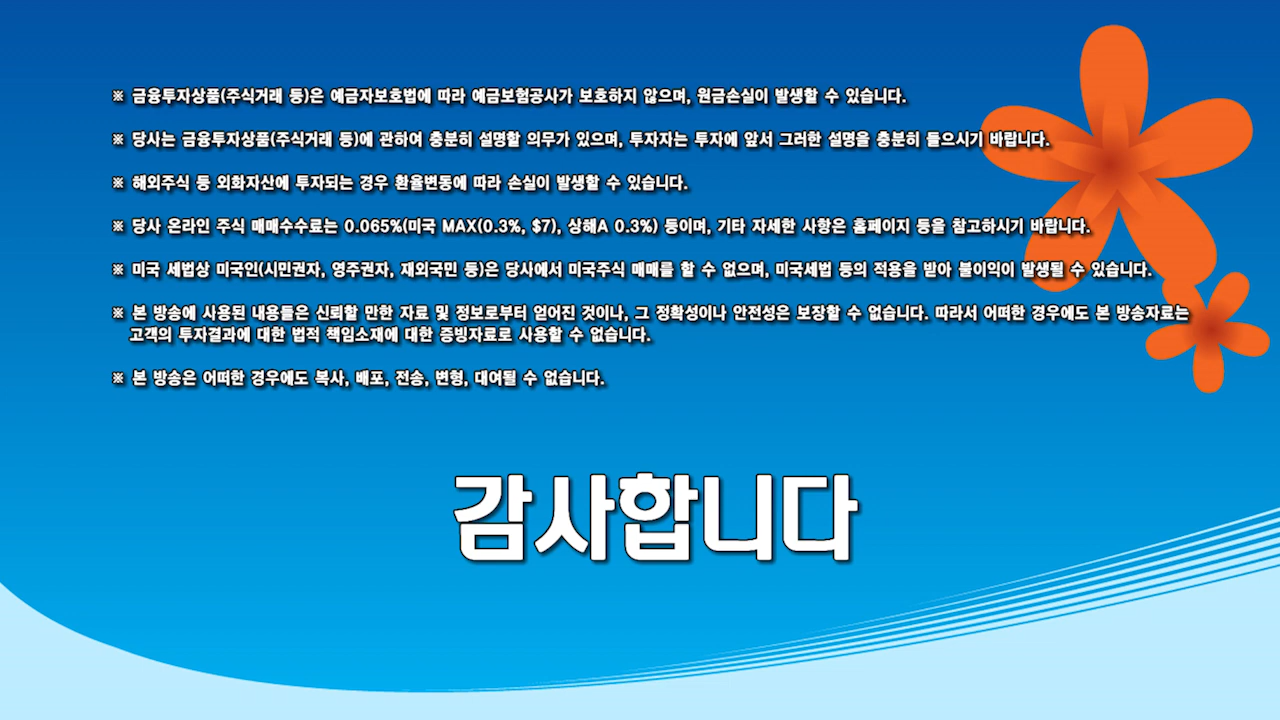 ※ 금융투자상품(주식거래 등)은 예금자보호법에 따라 예금보험공사가 보호하지 않으며, 원금손실이 발생할 수 있습니다.
※ 당사는 금융투자상품(주식거래 등)에 관하여 충분히 설명할 의무가 있으며, 투자자는 투자에 앞서 그러한 설명을 충분히 들으시기 바랍니다.
※ 해외주식 등 외화자산에 투자되는 경우 환율변동에 따라 손실이 발생할 수 있습니다.
※ 당사 온라인 주식 매매수수료는 0.065%(미국 MAX(0.3%, $7), 상해A 0.3%) 등이며, 기타 자세한 사항은 홈페이지 등을 참고하시기 바랍니다.
※ 미국 세법상 미국인(시민권자, 영주권자, 재외국민 등)은 당사에서 미국주식 매매를 할 수 없으며, 미국세법 등의 적용을 받아 불이익이 발생될 수 있습니다.
※ 본 방송에 사용된 내용들은 신뢰할 만한 자료 및 정보로부터 얻어진 것이나, 그 정확성이나 안전성은 보장할 수 없습니다. 따라서 어떠한 경우에도 본 방송자료는
고객의 투자결과에 대한 법적 책임소재에 대한 증빙자료로 사용할 수 없습니다.
※ 본 방송은 어떠한 경우에도 복사, 배포, 전송, 변형, 대여될 수 없습니다.
감사합니다